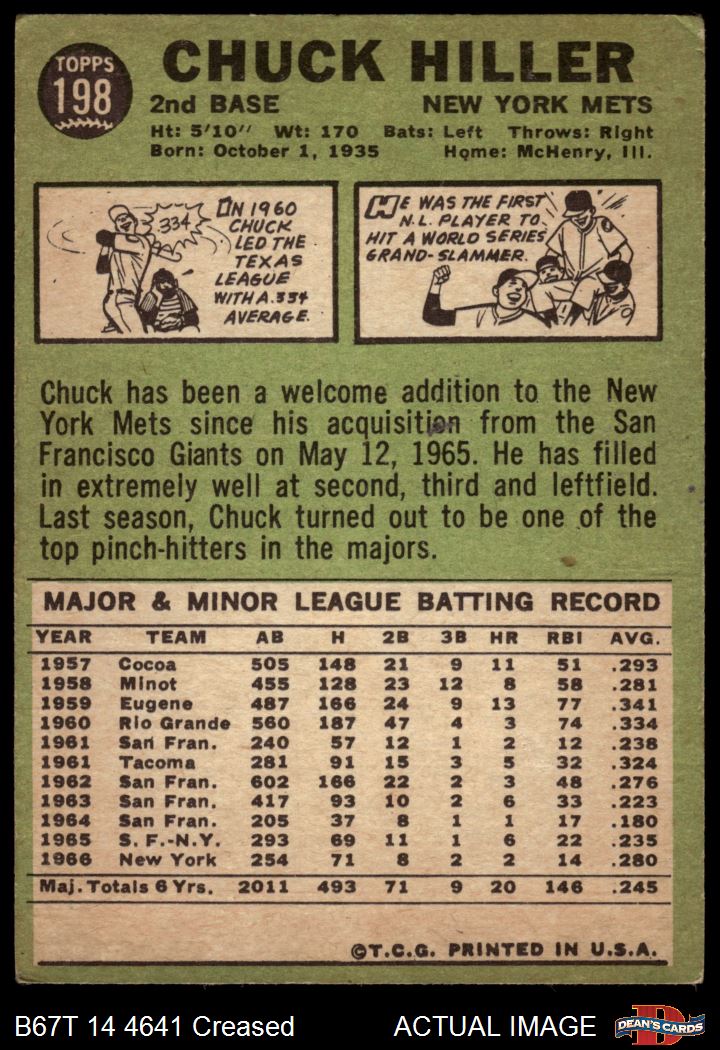 TOPPS
198
CHUCK HILLER
2nd BASE NEW YORK METS
Ht: 5'10" Wt: 170 Bats: Left Throws: Right
Born: October 1, 1935 Home: McHenry, Ill.
.334
IN 1960
CHUCK
LED THE
TEXAS
LEAGUE
WITH A .334
AVERAGE.
HE WAS THE FIRST
N.L. PLAYER TO
HIT A WORLD SERIES
GRAND-SLAMMER.
Chuck has been a welcome addition to the New
York Mets since his acquisition from the San
Francisco Giants on May 12, 1965. He has filled
in extremely well at second, third and leftfield.
Last season, Chuck turned out to be one of the
top pinch-hitters in the majors.
MAJOR & MINOR LEAGUE BATTING RECORD
YEAR TEAM AB H 2B 3B HR RBI AVG.
1957 Cocoa 505 148 21 9 11 51 .293
1958 Minot 455 128 23 12 8 58 .281
1959 Eugene 487 166 24 9 13 77 .341
1960 Rio Grande 560 187 47 4 3 74 .334
1961 San Fran. 240 57 12 1 2 12 .238
1961 Tacoma 281 91 15 3 5 32 .324
1962 San Fran. 602 166 22 2 3 48 .276
1963 San Fran. 417 93 10 2 6 33 .223
1964 San Fran. 205 37 8 1 1 17 .180
1965 S. F.-N.Y. 293 69 11 1 6 22 .235
1966 New York 254 71 8 2 2 14 .280
Maj. Totals 6 Yrs. 2011 493 71 9 20 146 .245
©T.C.G. PRINTED IN U.S.A.
B67T 14 4641 Creased ACTUAL IMAGE
D
DEAN'S CARDS